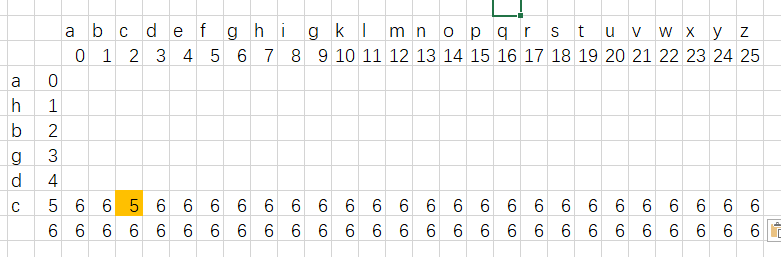 a b c d e f g h i g k l m n o p q r s t u v w x y z
0 1 2 3 4 5 6 7 8 9 10 11 12 13 14 15 16 17 18 19 20 21 22 23 24 25
a 0
h 1
b 2
g 3
d 4
c 5 6 6 5 6 6 6 6 6 6 6 6 6 6 6 6 6 6 6 6 6 6 6 6 6 6 6
6 6 6 6 6 6 6 6 6 6 6 6 6 6 6 6 6 6 6 6 6 6 6 6 6 6 6